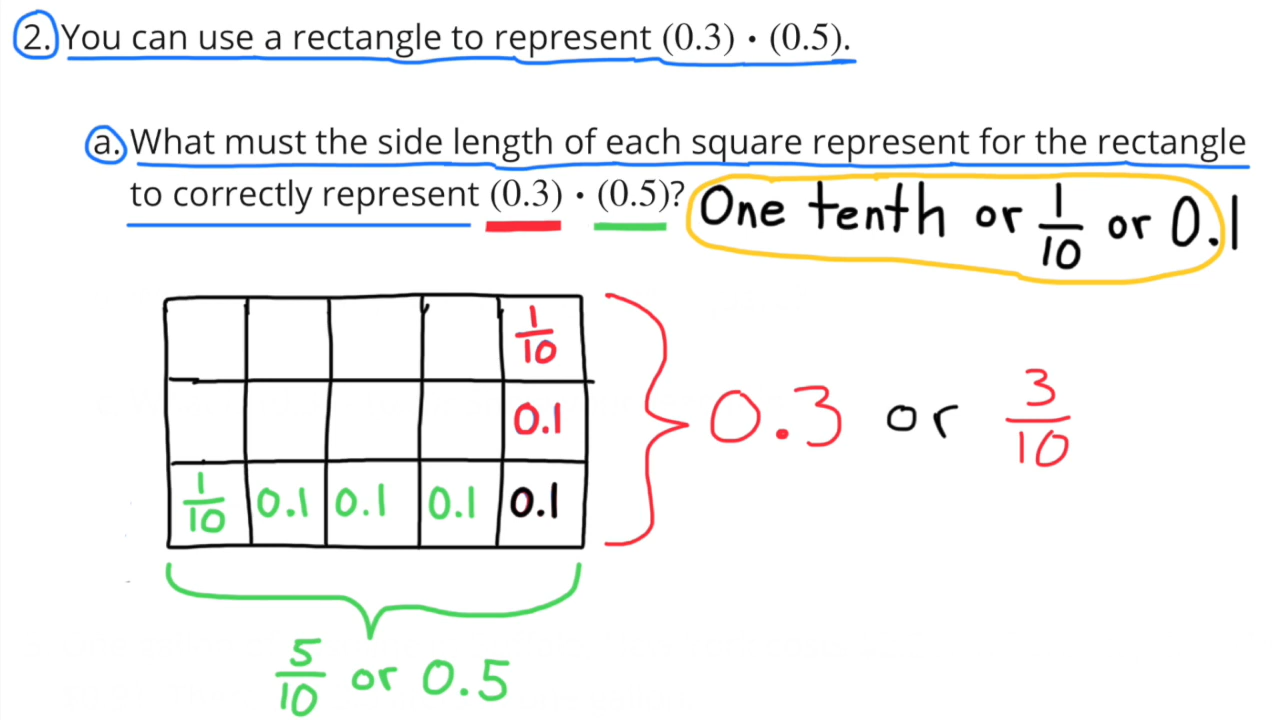 2. You can use a rectangle to represent (0.3) · (0.5).
a. What must the side length of each square represent for the rectangle
to correctly represent (0.3) · (0.5)? One tenth or 1/10 or 0.1
1/10
0.1
0.3 or 3/10
1/10 0.1 0.1 0.1 0.1
5/10 or 0.5